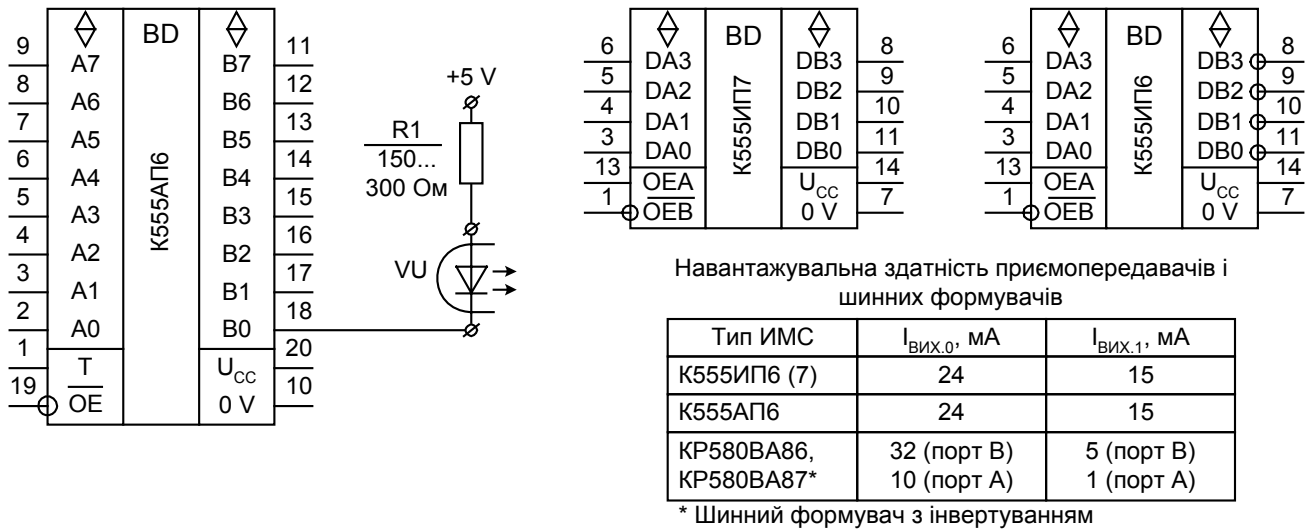 BD
9 A7 B7 11
8 A6 B6 12
7 A5 B5 13
6 A4 B4 14
5 A3 B3 15
4 A2 B2 16
3 A1 B1 17
2 A0 B0 18
1 T U_CC 20
19 OE 0 V 10
К555АП6
+5 V
R1
150...
300 Ом
VU
BD
6 DA3 DB3 8
5 DA2 DB2 9
4 DA1 DB1 10
3 DA0 DB0 11
13 OEA U_CC 14
1 OEB 0 V 7
К555ИП7
BD
6 DA3 DB3 8
5 DA2 DB2 9
4 DA1 DB1 10
3 DA0 DB0 11
13 OEA U_CC 14
1 OEB 0 V 7
К555ИП6
Навантажувальна здатність приємопередавачів і
шинних формувачів
Тип ИМС I_ВИХ.0, мА I_ВИХ.1, мА
К555ИП6 (7) 24 15
К555АП6 24 15
КР580ВА86, 32 (порт В) 5 (порт В)
КР580ВА87* 10 (порт А) 1 (порт А)
* Шинний формувач з інвертуванням